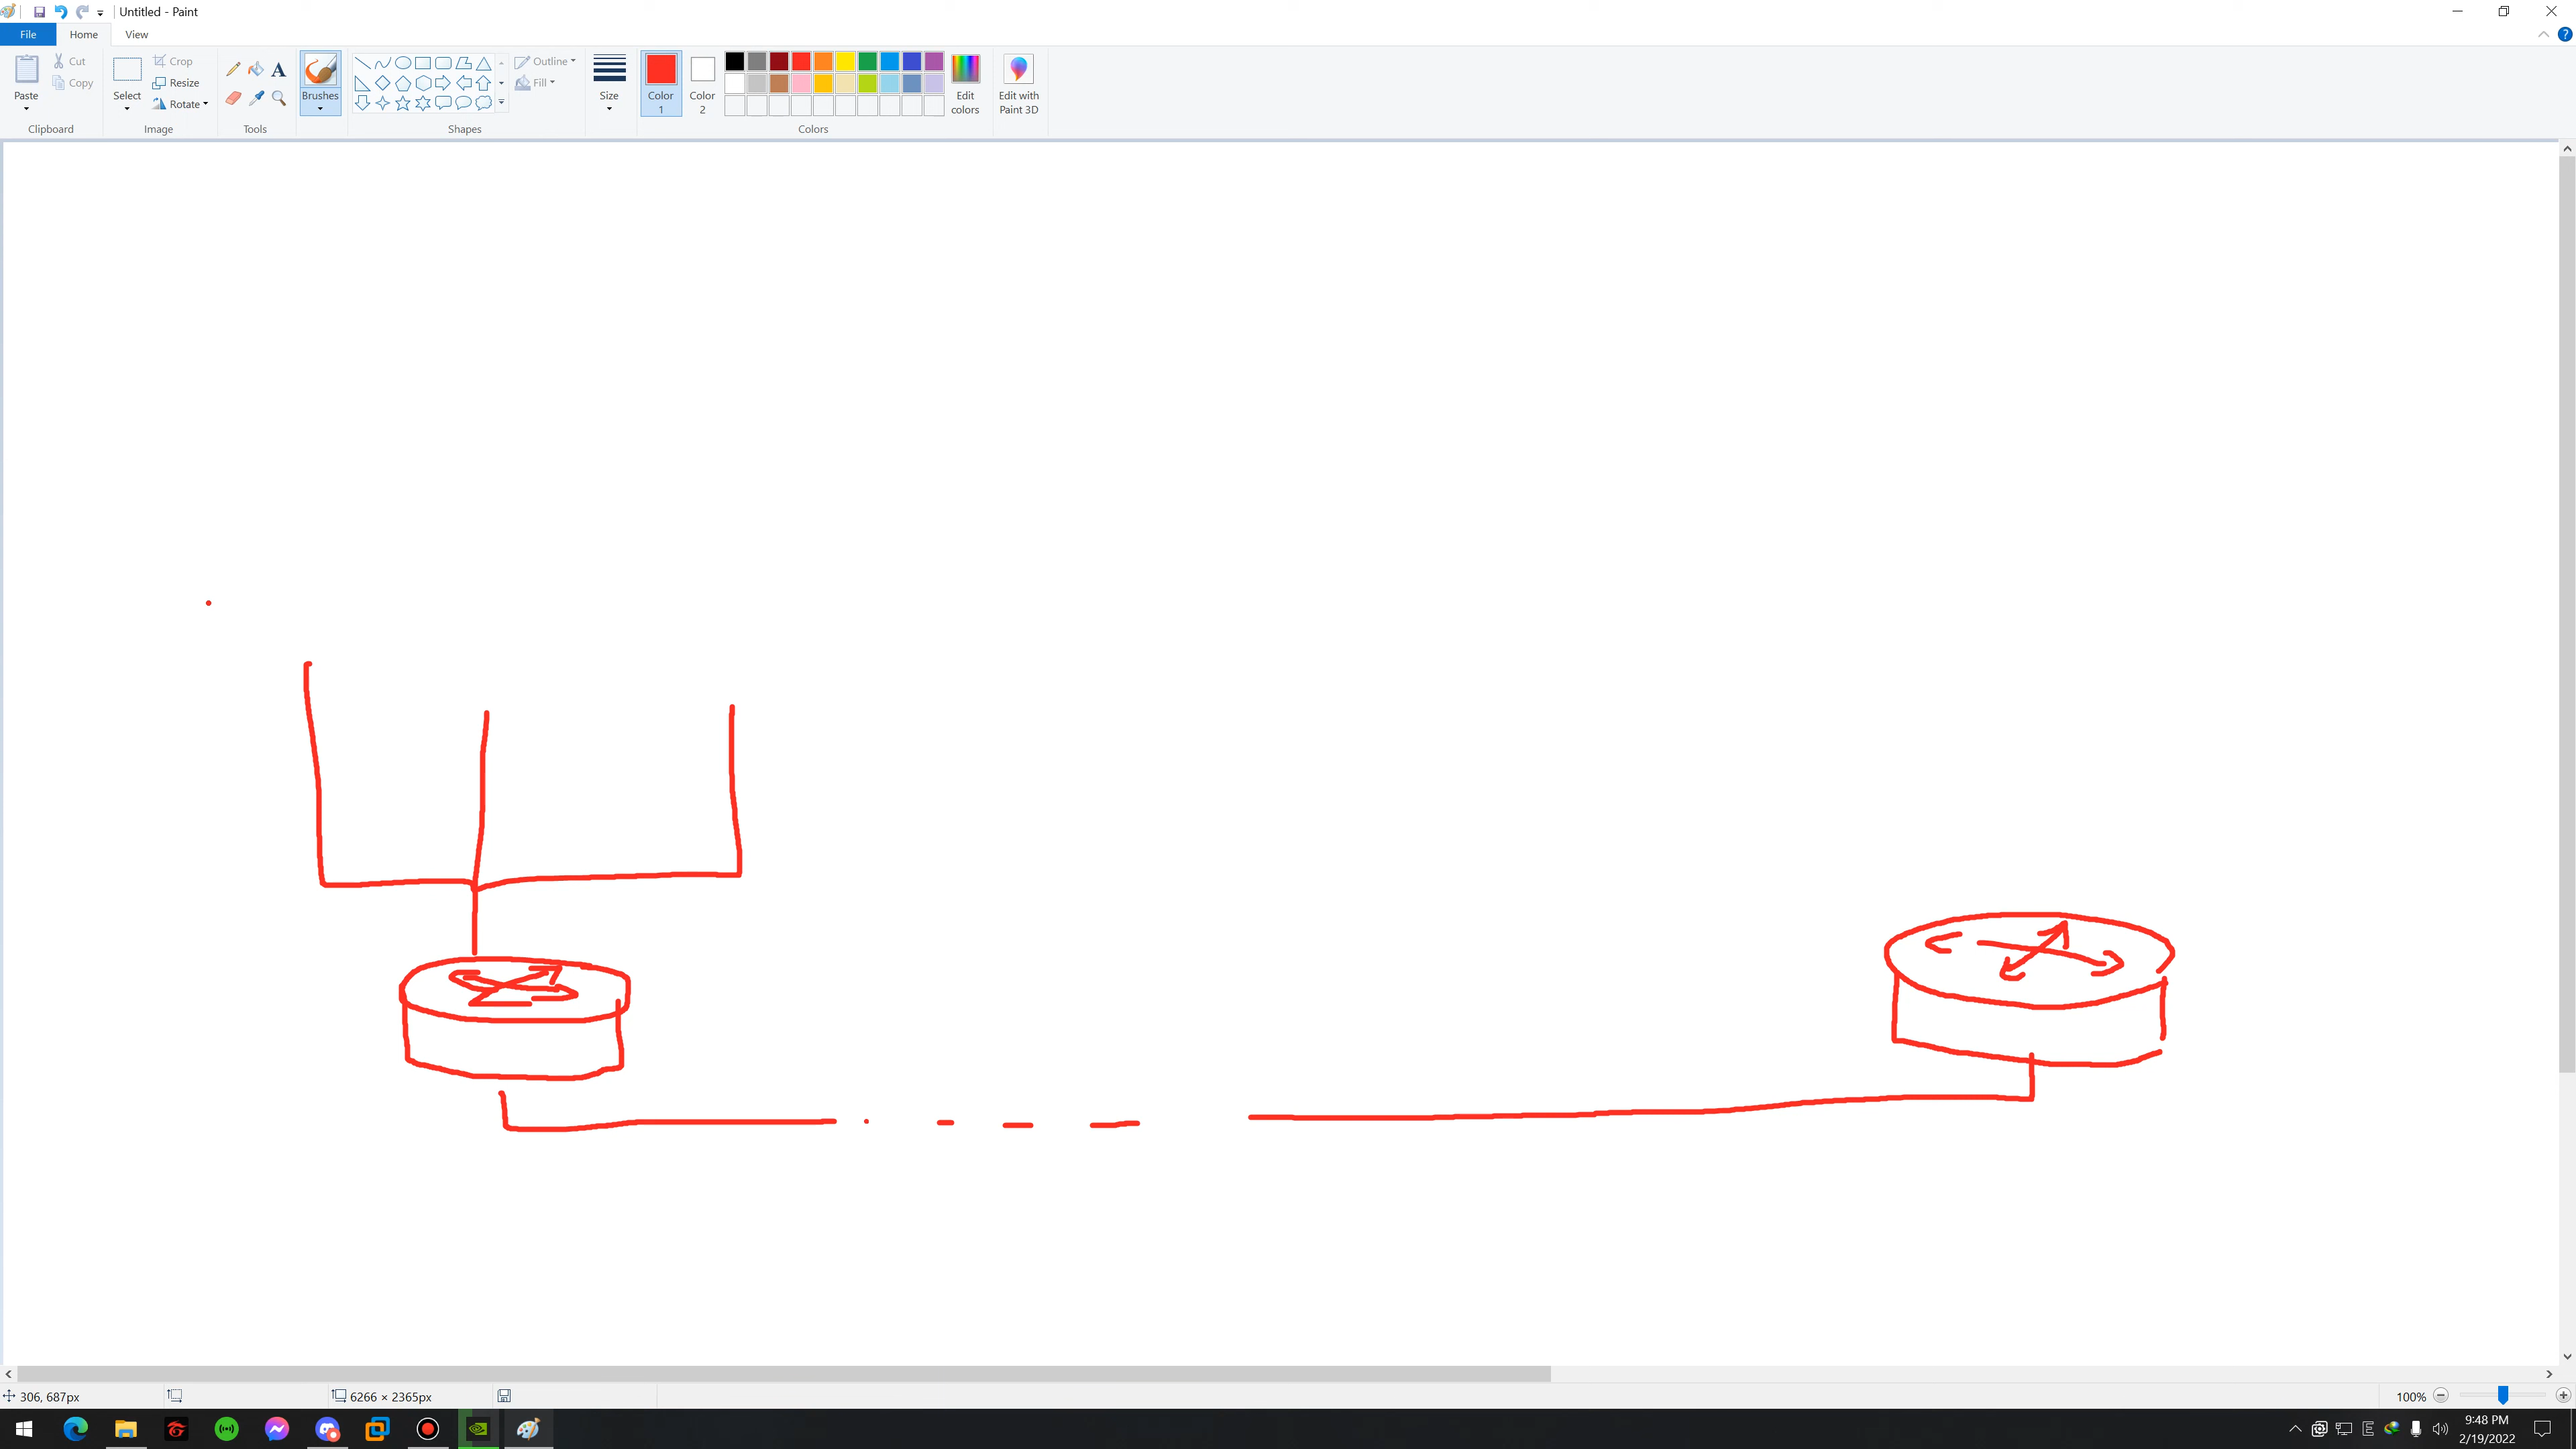 Untitled - Paint
File Home View
Paste Cut Copy
Clipboard
Select Crop Resize Rotate
Image
Tools
Brushes
Shapes
Outline
Fill
Size
Color 1
Color 2
Colors
Edit colors
Edit with Paint 3D
306, 687px
6266 × 2365px
100%
E
9:48 PM
2/19/2022